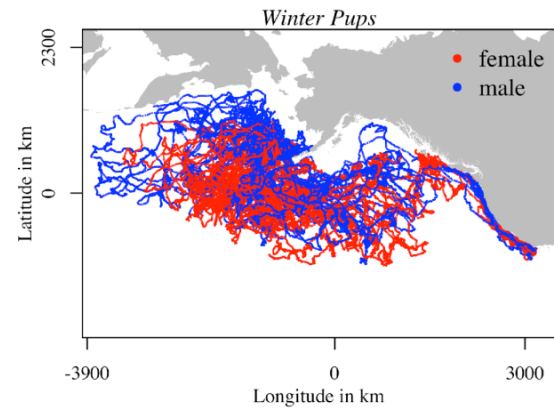 Winter Pups
female
male
2300
0
Latitude in km
-3900
0
3000
Longitude in km